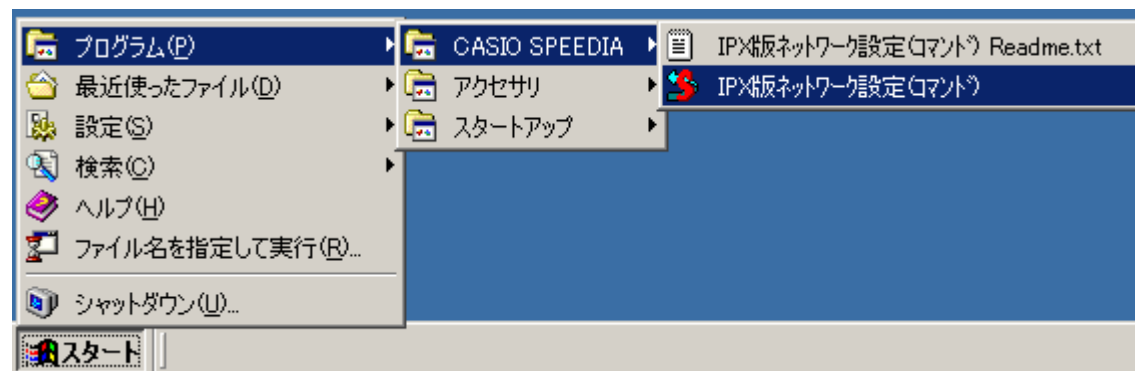 プログラム(P)
最近使ったファイル(D)
設定(S)
検索(C)
ヘルプ(H)
ファイル名を指定して実行(R)...
シャットダウン(U)...
CASIO SPEEDIA
アクセサリ
スタートアップ
IPX版ネットワーク設定(コマンド) Readme.txt
IPX版ネットワーク設定(コマンド)
スタート